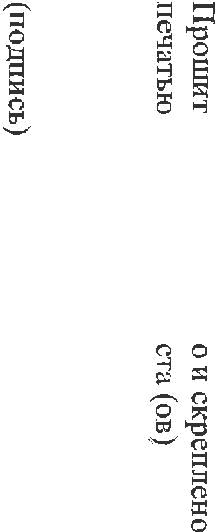 Прошит о и скреплено
печатью ста (ов)
(подпись)